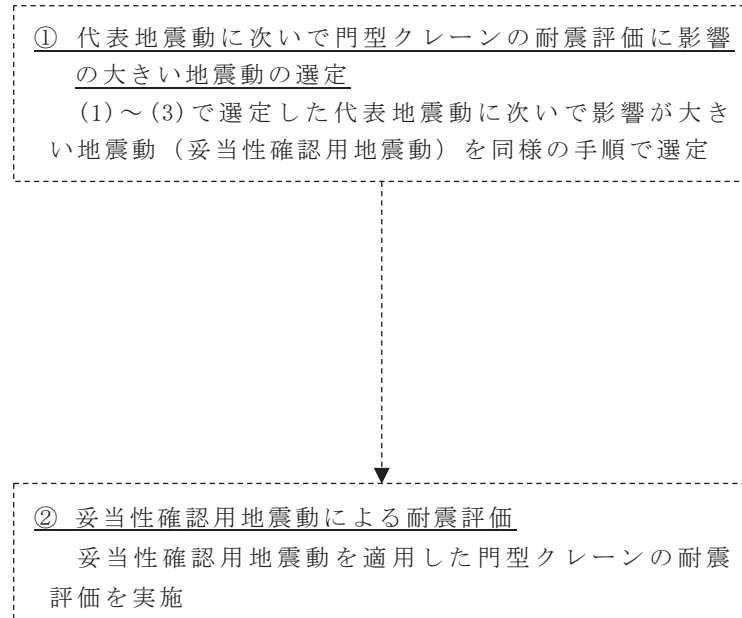 ① 代表地震動に次いで門型クレーンの耐震評価に影響
の大きい地震動の選定
(1)～(3)で選定した代表地震動に次いで影響が大き
い地震動（妥当性確認用地震動）を同様の手順で選定
② 妥当性確認用地震動による耐震評価
妥当性確認用地震動を適用した門型クレーンの耐震
評価を実施